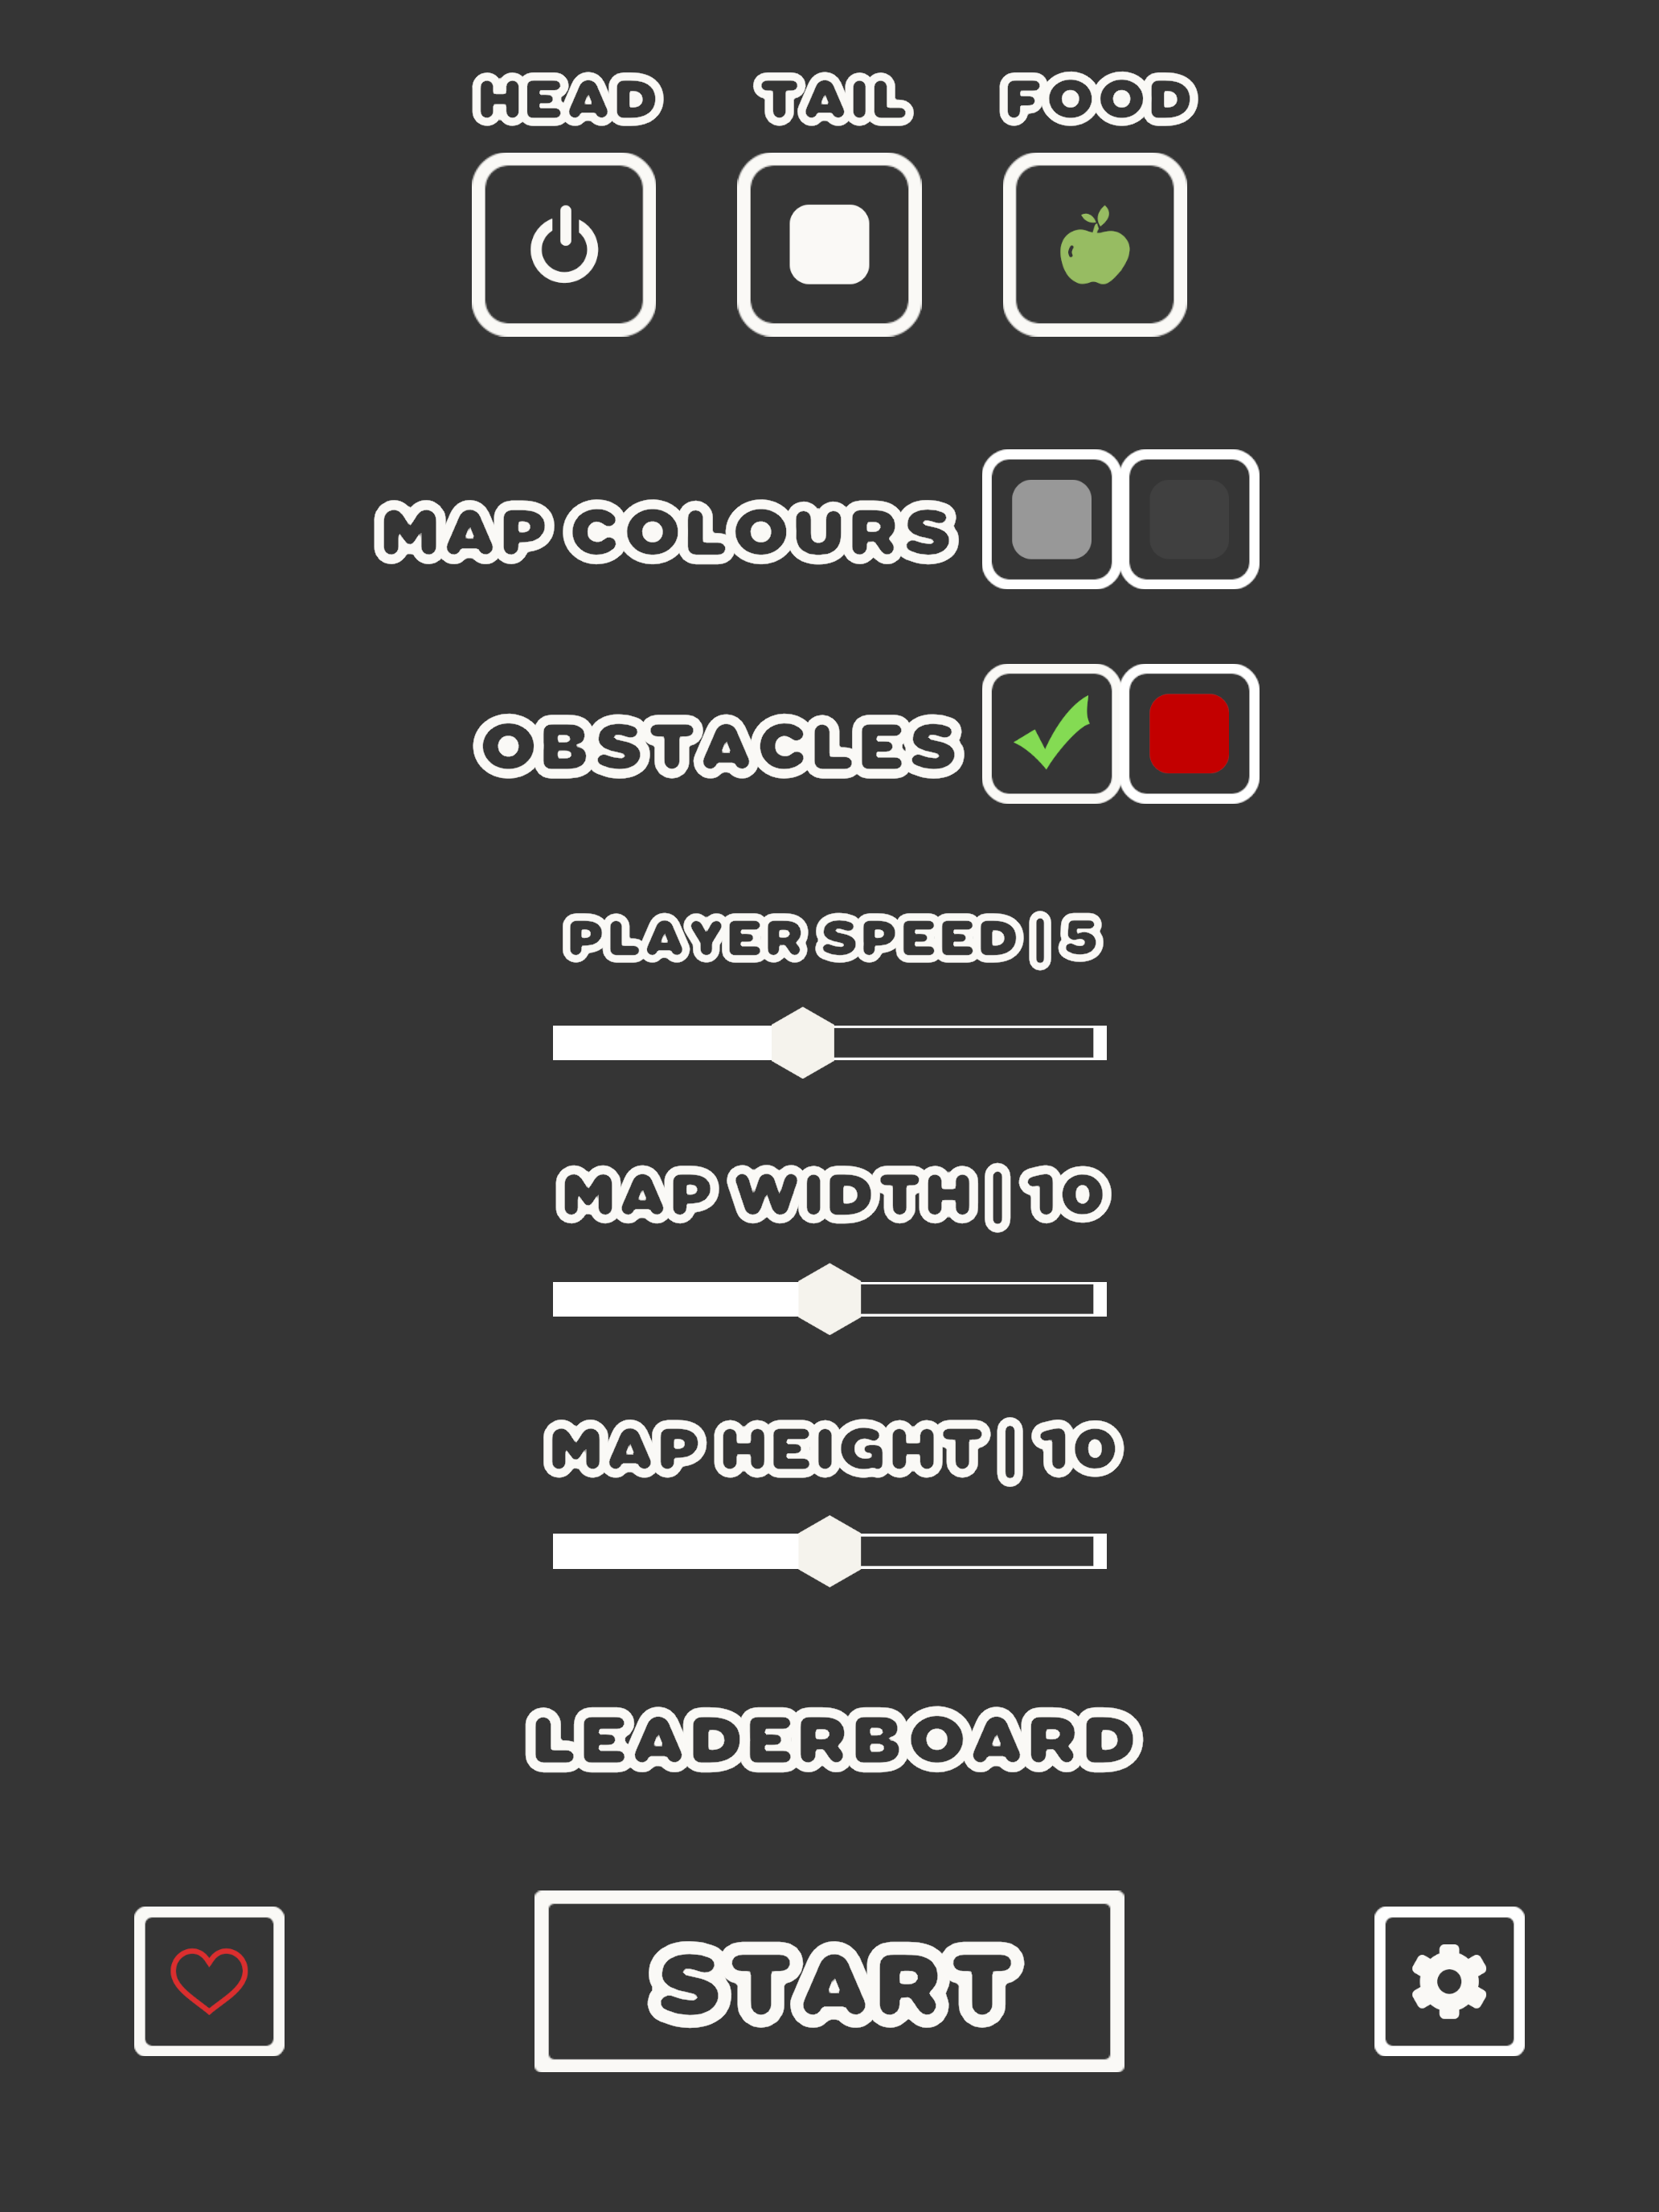 HEAD TAIL FOOD
MAP COLOURS
OBSTACLES
PLAYER SPEED| 5
MAP WIDTH| 10
MAP HEIGHT| 10
LEADERBOARD
START